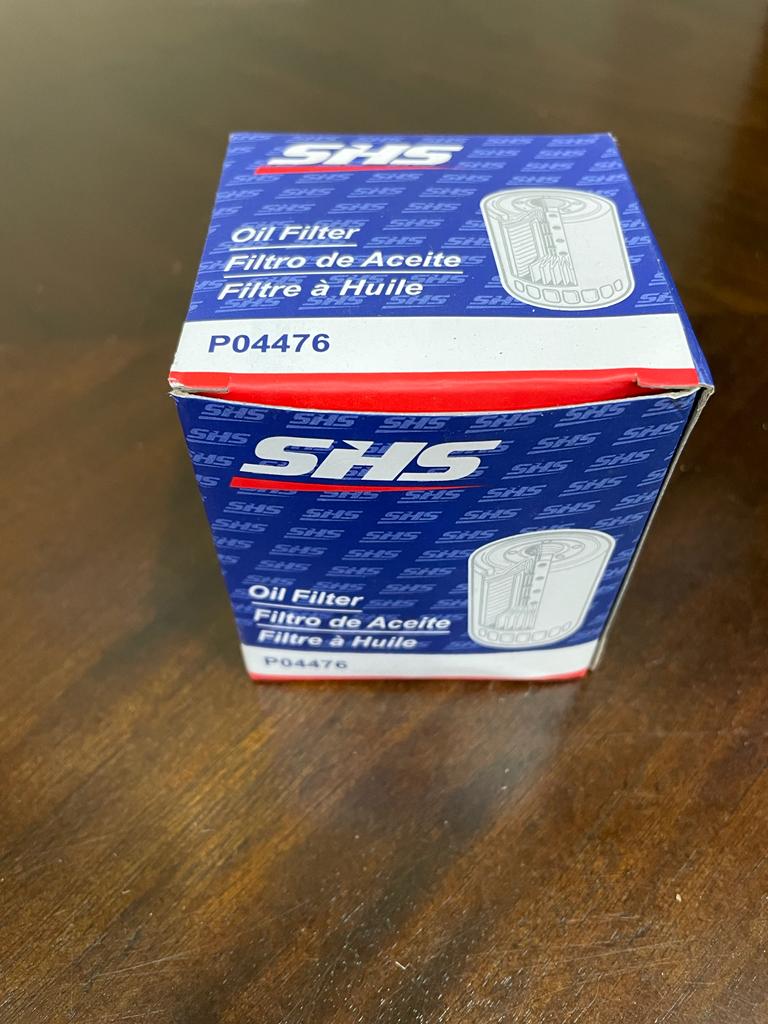 SHS
Oil Filter
Filtro de Aceite
Filtre à Huile
P04476
SHS
Oil Filter
Filtro de Aceite
Filtre à Huile
P04476